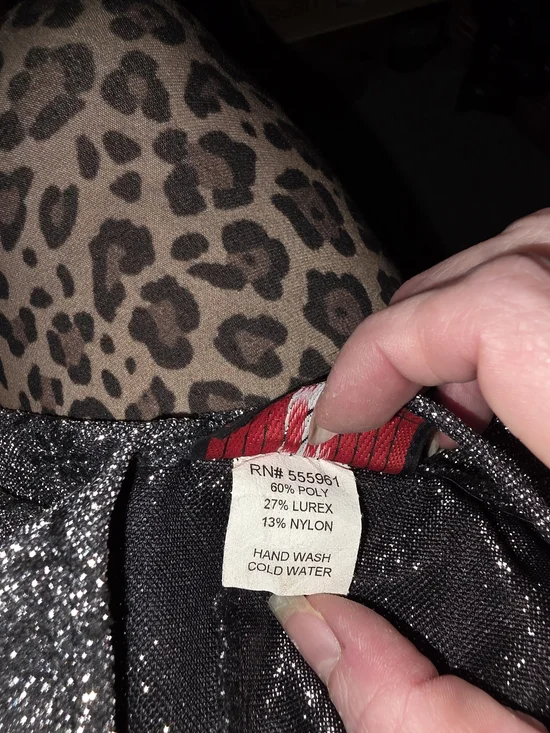 RN# 555961
60% POLY
27% LUREX
13% NYLON
HAND WASH
COLD WATER